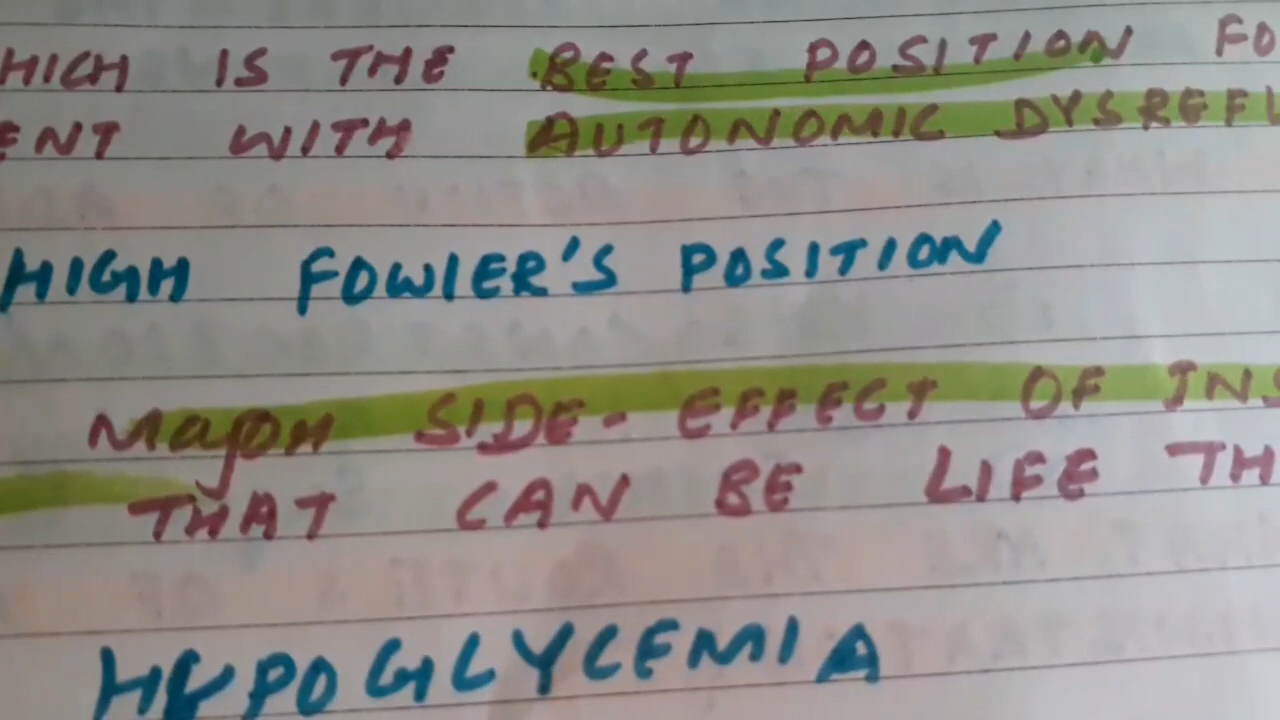 HICH IS THE BEST POSITION FO
ENT WITH AUTONOMIC DYSREFL
HIGH FOWLER'S POSITION
Major SIDE-EFFECT OF INS
THAT CAN BE LIFE TH
HYPOGLYCEMIA